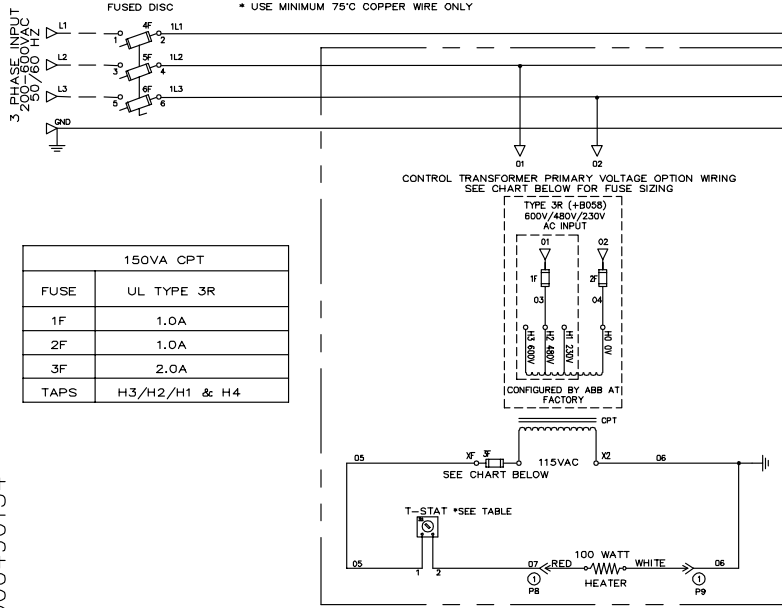 FUSED DISC
* USE MINIMUM 75°C COPPER WIRE ONLY
3 PHASE INPUT
200-600VAC
50/60 HZ
L1
1
4F
2
1L1
L2
3
5F
4
1L2
L3
5
6F
6
1L3
GND
01
02
CONTROL TRANSFORMER PRIMARY VOLTAGE OPTION WIRING
SEE CHART BELOW FOR FUSE SIZING
TYPE 3R (+B058)
600V/480V/230V
AC INPUT
01
02
1F
2F
03
04
H3 600V
H2 480V
H1 230V
H0 0V
CONFIGURED BY ABB AT
FACTORY
150VA CPT
FUSE UL TYPE 3R
1F 1.0A
2F 1.0A
3F 2.0A
TAPS H3/H2/H1 & H4
CPT
05
XF
3F
115VAC
X2
06
SEE CHART BELOW
T-STAT *SEE TABLE
05
1
2
07
RED
100 WATT
HEATER
WHITE
06
1
P8
1
P9